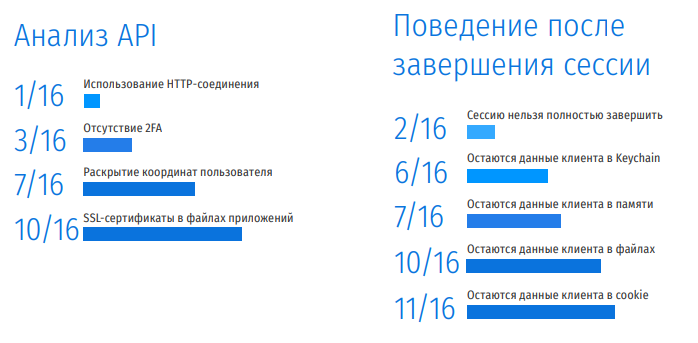 Анализ API
1/16
Использование HTTP-соединения
3/16
Отсутствие 2FA
7/16
Раскрытие координат пользователя
10/16
SSL-сертификаты в файлах приложений
Поведение после
завершения сессии
2/16
Сессию нельзя полностью завершить
6/16
Остаются данные клиента в Keychain
7/16
Остаются данные клиента в памяти
10/16
Остаются данные клиента в файлах
11/16
Остаются данные клиента в cookie